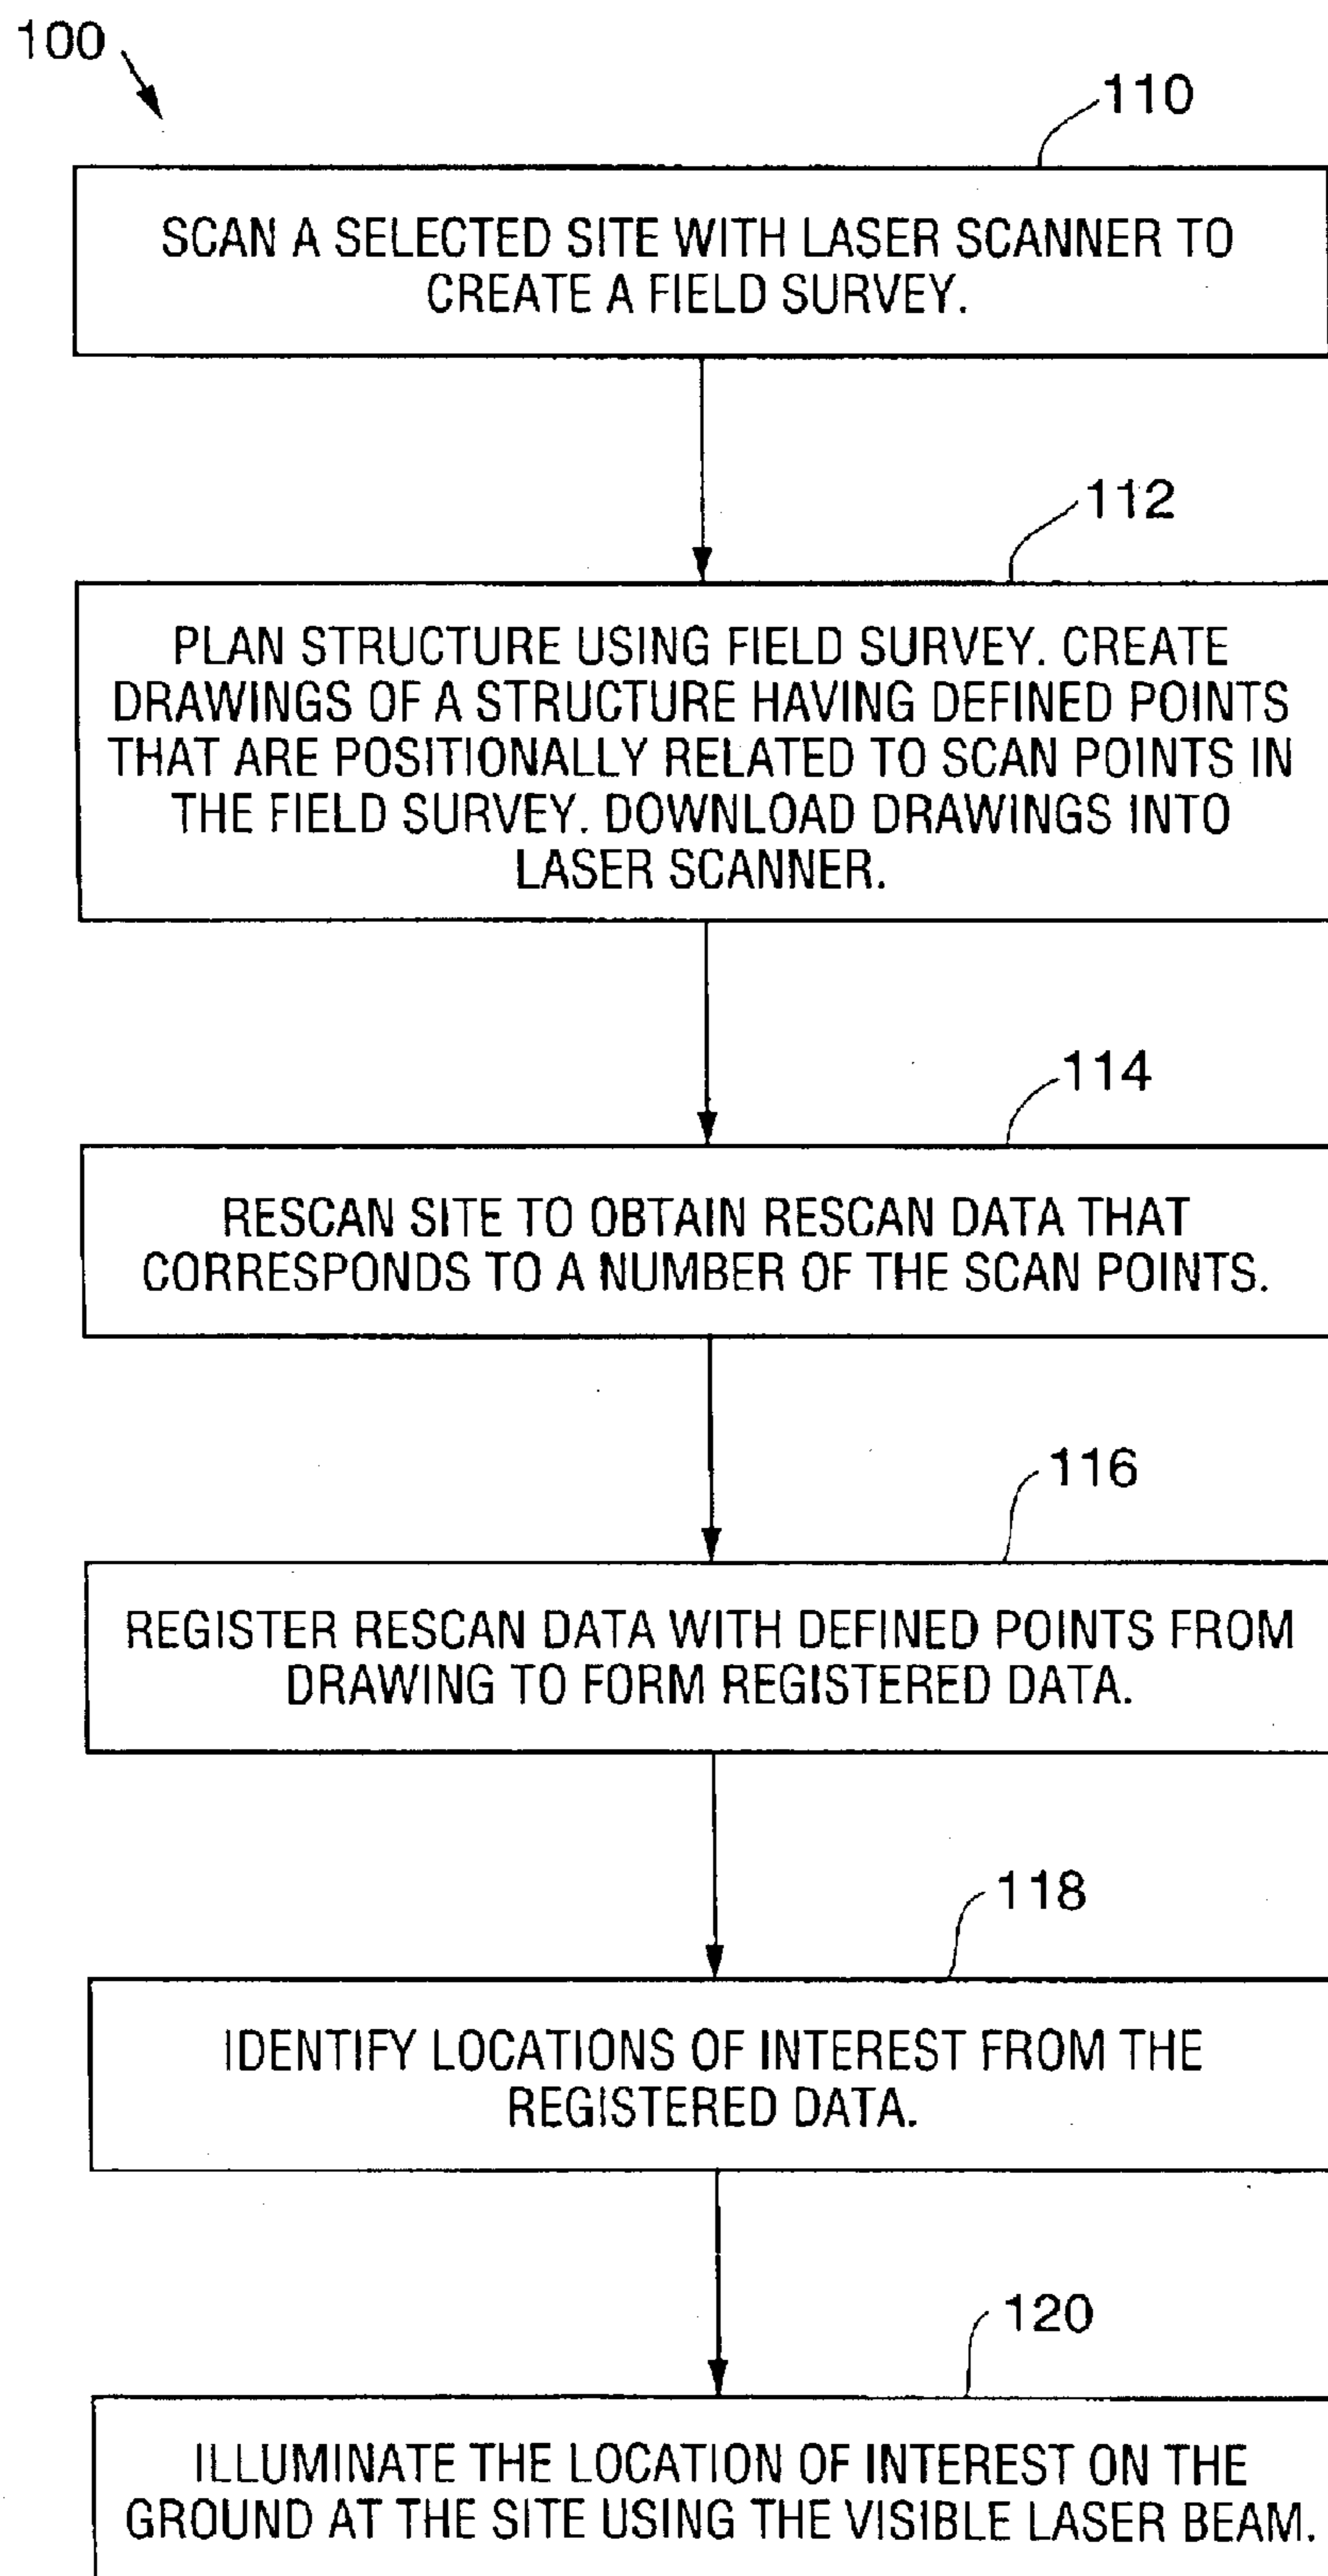 100
110
SCAN A SELECTED SITE WITH LASER SCANNER TO
CREATE A FIELD SURVEY.
112
PLAN STRUCTURE USING FIELD SURVEY. CREATE
DRAWINGS OF A STRUCTURE HAVING DEFINED POINTS
THAT ARE POSITIONALLY RELATED TO SCAN POINTS IN
THE FIELD SURVEY. DOWNLOAD DRAWINGS INTO
LASER SCANNER.
114
RESCAN SITE TO OBTAIN RESCAN DATA THAT
CORRESPONDS TO A NUMBER OF THE SCAN POINTS.
116
REGISTER RESCAN DATA WITH DEFINED POINTS FROM
DRAWING TO FORM REGISTERED DATA.
118
IDENTIFY LOCATIONS OF INTEREST FROM THE
REGISTERED DATA.
120
ILLUMINATE THE LOCATION OF INTEREST ON THE
GROUND AT THE SITE USING THE VISIBLE LASER BEAM.